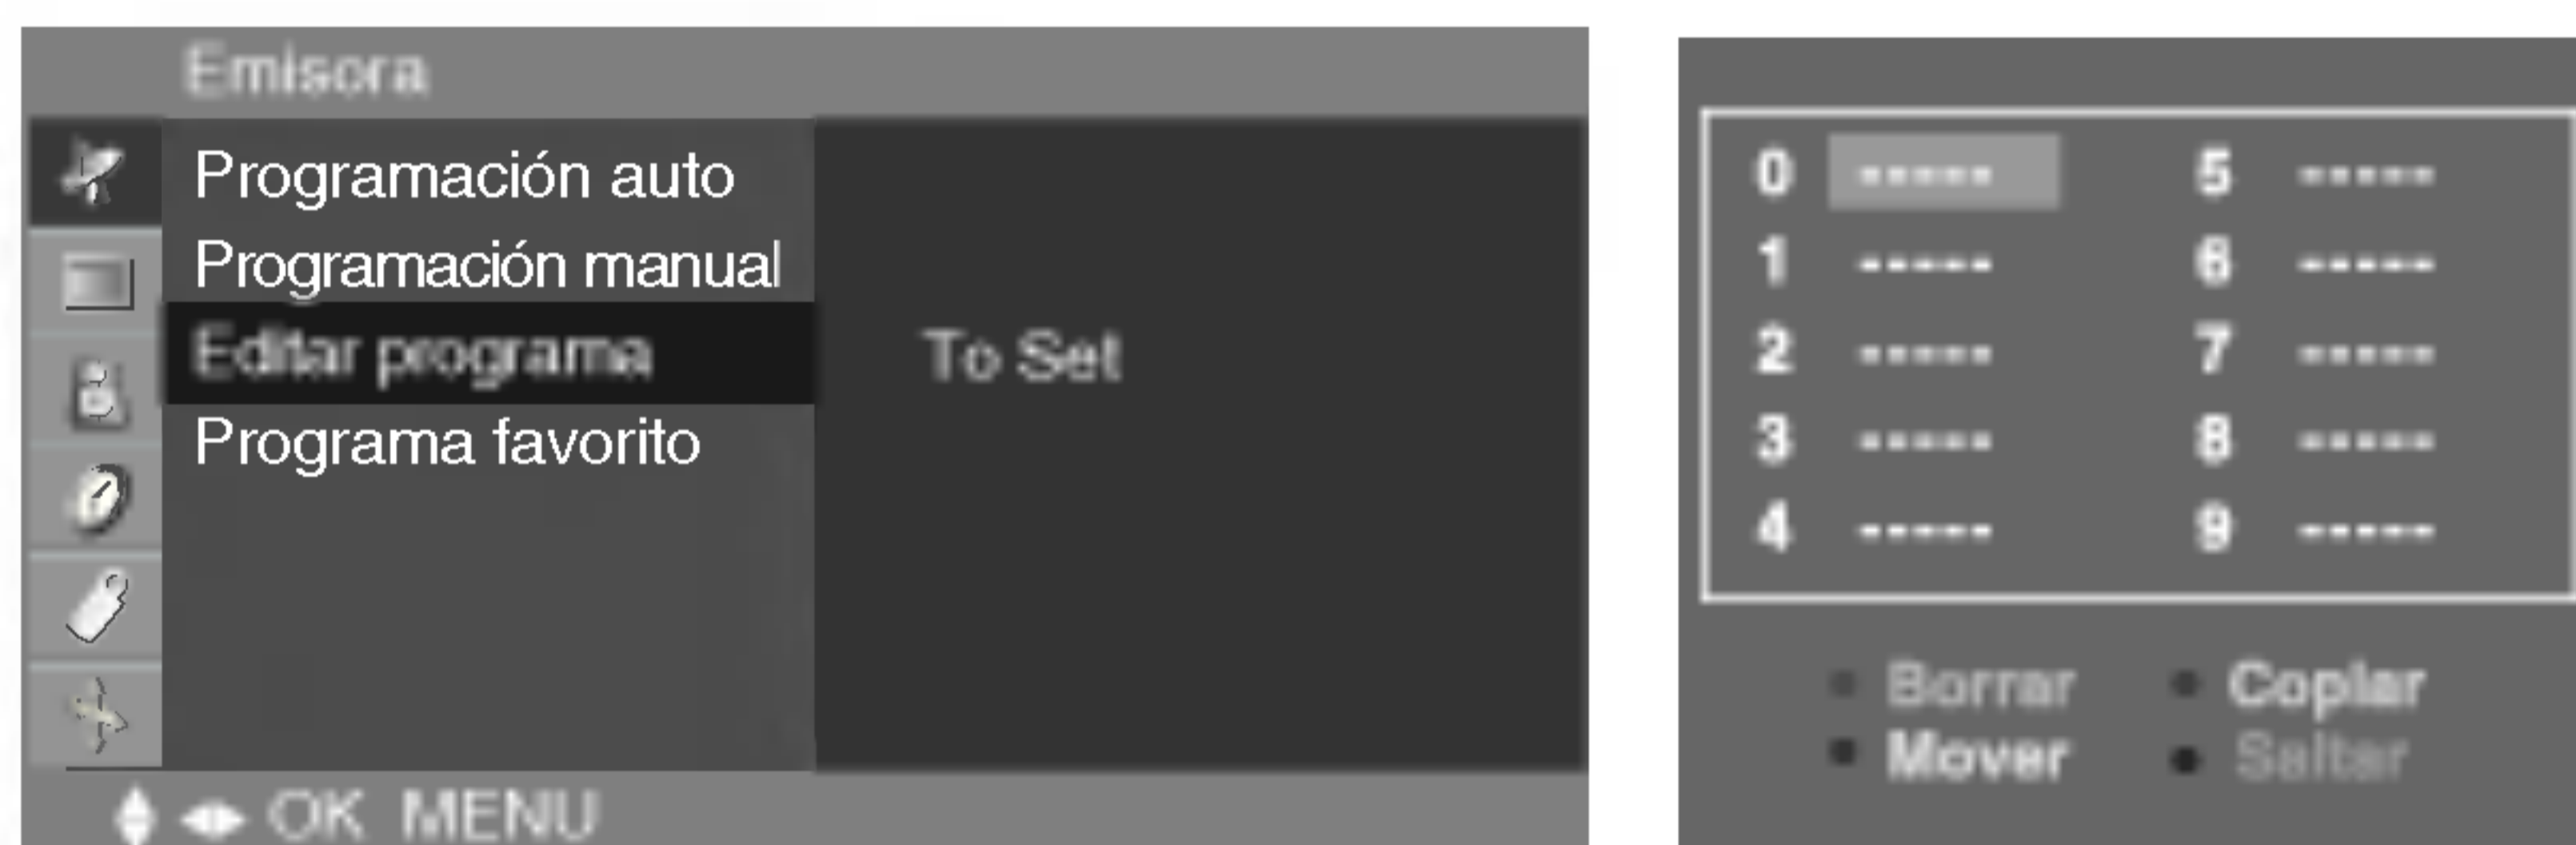 Emisora
Programación auto
Programación manual
Editar programa
To Set
Programa favorito
OK MENU
0 ----- 5 -----
1 ----- 6 -----
2 ----- 7 -----
3 ----- 8 -----
4 ----- 9 -----
Borrar Copiar
Mover Saltar